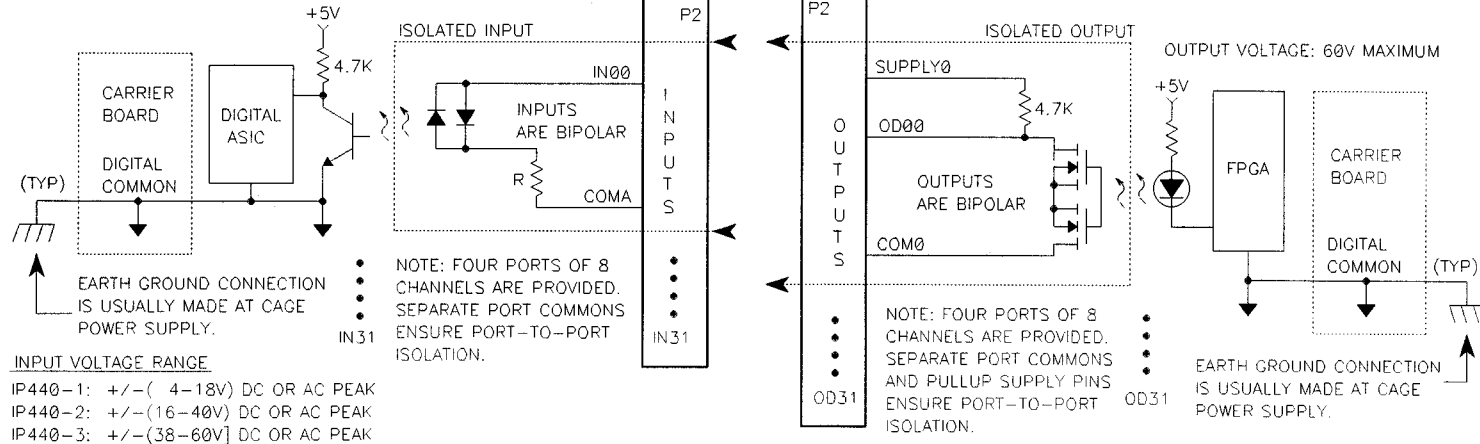 +5V
4.7K
CARRIER
BOARD
DIGITAL
ASIC
DIGITAL
COMMON
(TYP)
EARTH GROUND CONNECTION
IS USUALLY MADE AT CAGE
POWER SUPPLY.
ISOLATED INPUT
IN00
INPUTS
ARE BIPOLAR
R
COMA
P2
INPUTS
IN31
IN31
NOTE: FOUR PORTS OF 8
CHANNELS ARE PROVIDED.
SEPARATE PORT COMMONS
ENSURE PORT-TO-PORT
ISOLATION.
INPUT VOLTAGE RANGE
IP440-1: +/-( 4-18V) DC OR AC PEAK
IP440-2: +/-(16-40V) DC OR AC PEAK
IP440-3: +/-(38-60V] DC OR AC PEAK
P2
OUTPUTS
OD31
ISOLATED OUTPUT
SUPPLY0
4.7K
OD00
OUTPUTS
ARE BIPOLAR
COM0
NOTE: FOUR PORTS OF 8
CHANNELS ARE PROVIDED.
SEPARATE PORT COMMONS
AND PULLUP SUPPLY PINS
ENSURE PORT-TO-PORT
ISOLATION.
OD31
OUTPUT VOLTAGE: 60V MAXIMUM
+5V
FPGA
CARRIER
BOARD
DIGITAL
COMMON
(TYP)
EARTH GROUND CONNECTION
IS USUALLY MADE AT CAGE
POWER SUPPLY.